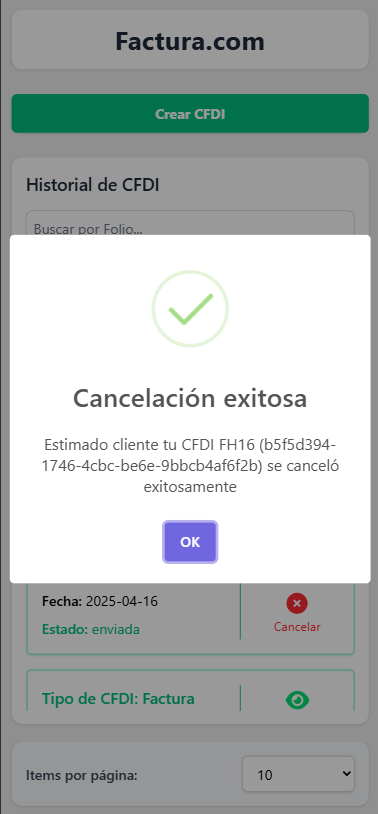 Factura.com
Crear CFDI
Historial de CFDI
Buscar por Folio...
Cancelación exitosa
Estimado cliente tu CFDI FH16 (b5f5d394-
1746-4cbc-be6e-9bbcb4af6f2b) se canceló
exitosamente
OK
Fecha: 2025-04-16
Estado: enviada
Cancelar
Tipo de CFDI: Factura
Items por página:
10